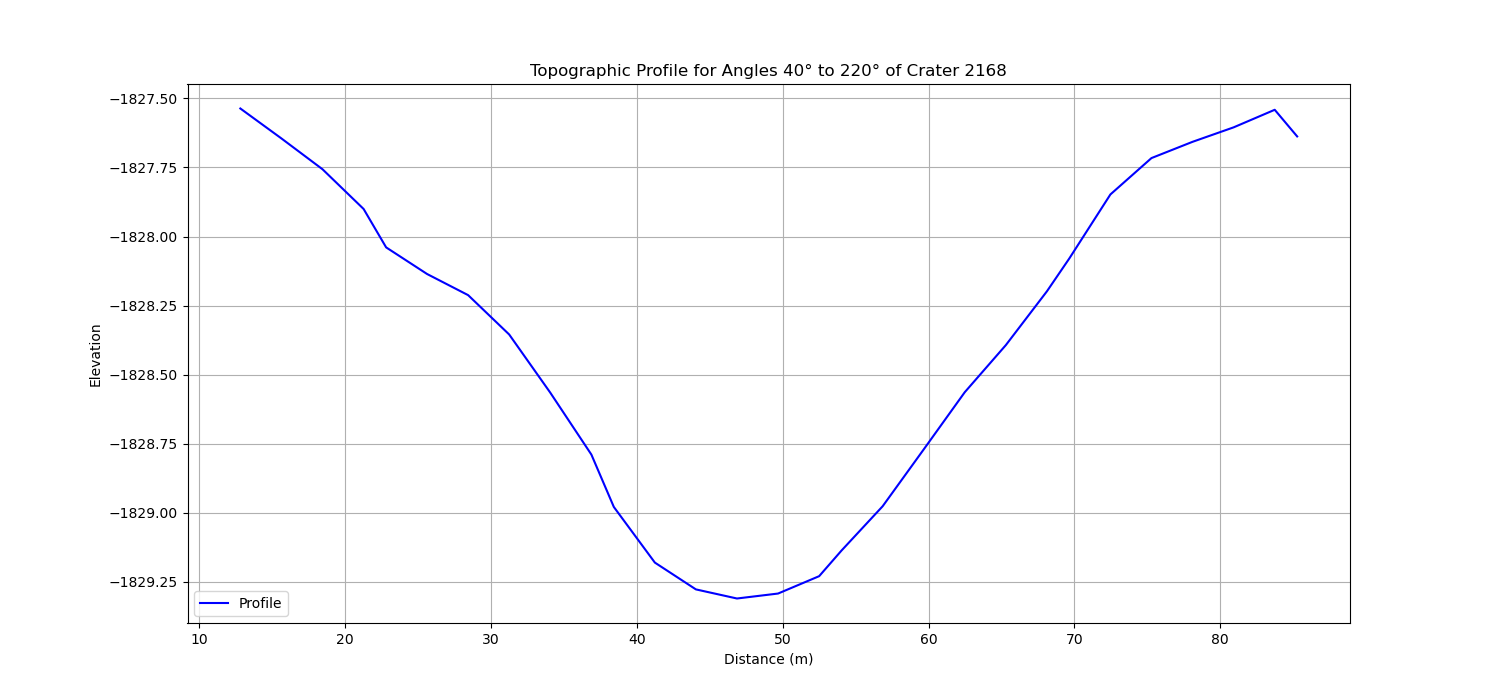 Topographic Profile for Angles 40° to 220° of Crater 2168
−1827.50
−1827.75
−1828.00
−1828.25
−1828.50
−1828.75
−1829.00
−1829.25
Elevation
Profile
10 20 30 40 50 60 70 80
Distance (m)